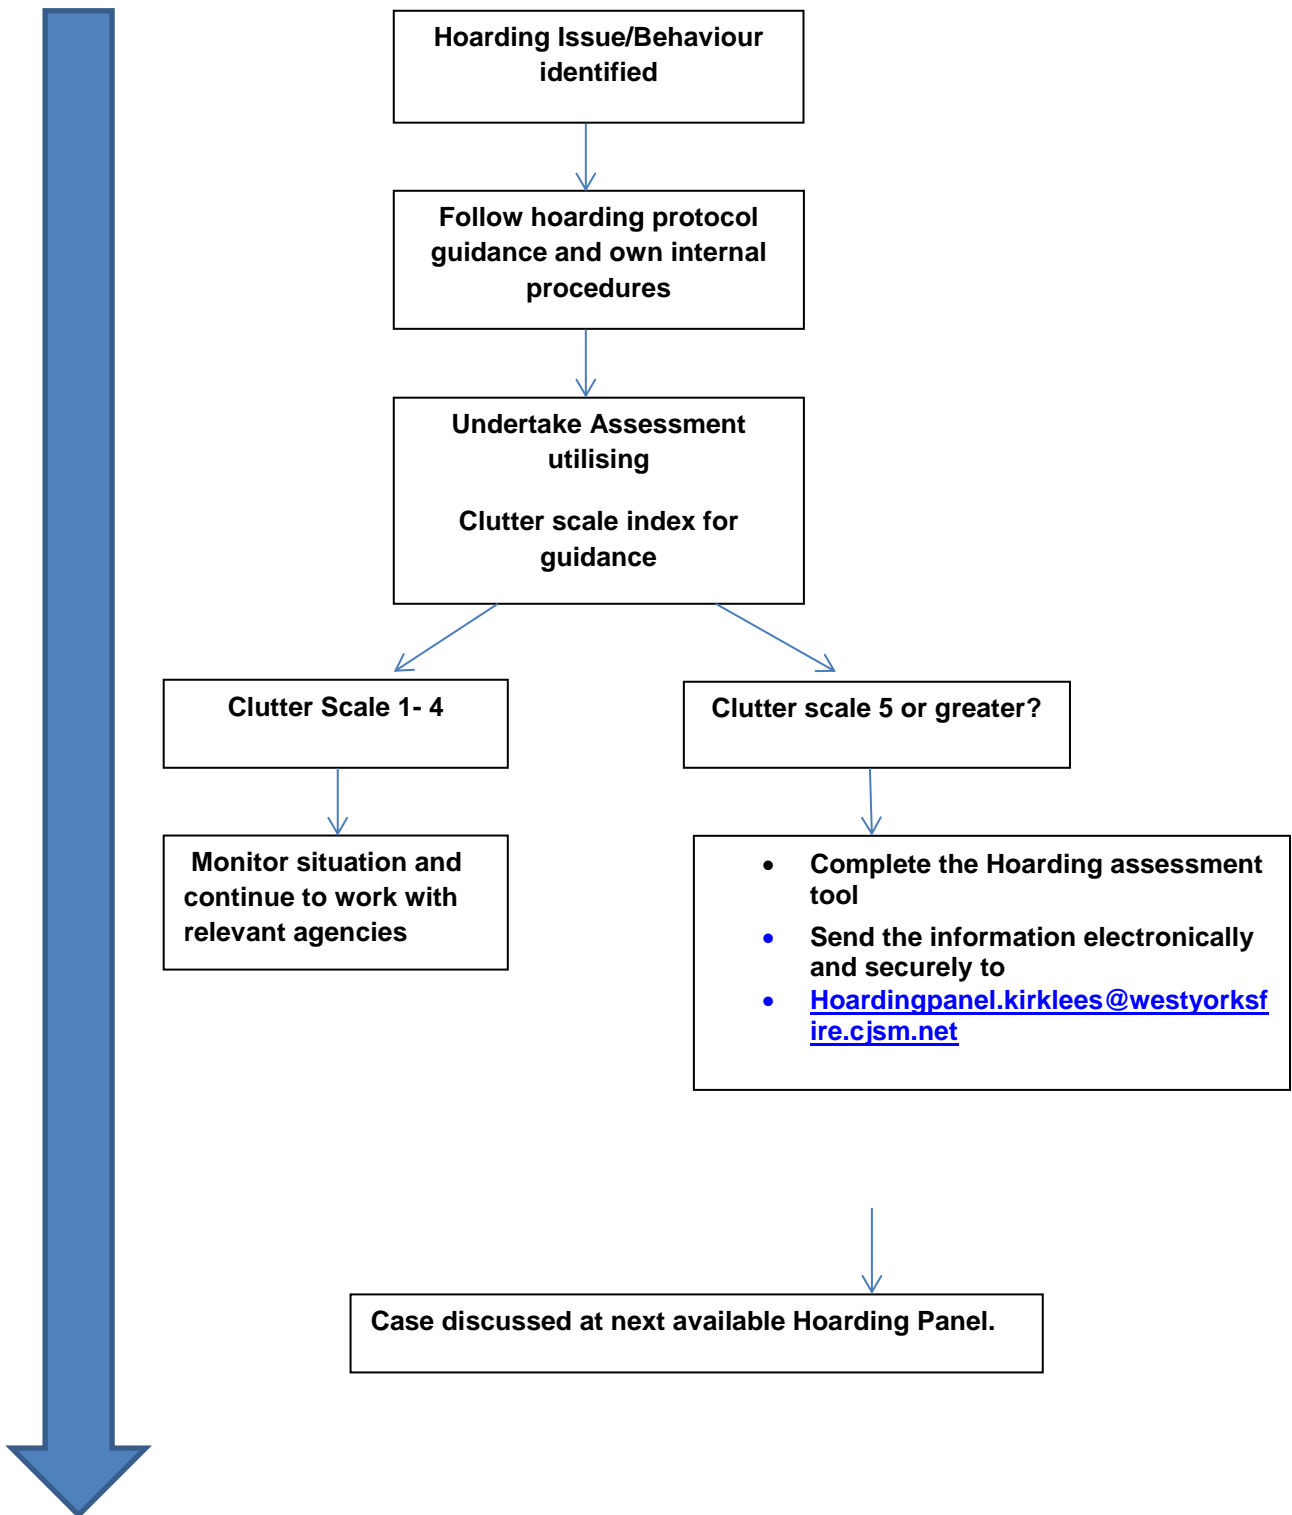 Hoarding Issue/Behaviour
identified
Follow hoarding protocol
guidance and own internal
procedures
Undertake Assessment
utilising
Clutter scale index for
guidance
Clutter Scale 1- 4
Clutter scale 5 or greater?
Monitor situation and
continue to work with
relevant agencies
• Complete the Hoarding assessment
tool
• Send the information electronically
and securely to
• Hoardingpanel.kirklees@westyorksf
ire.cjsm.net
Case discussed at next available Hoarding Panel.